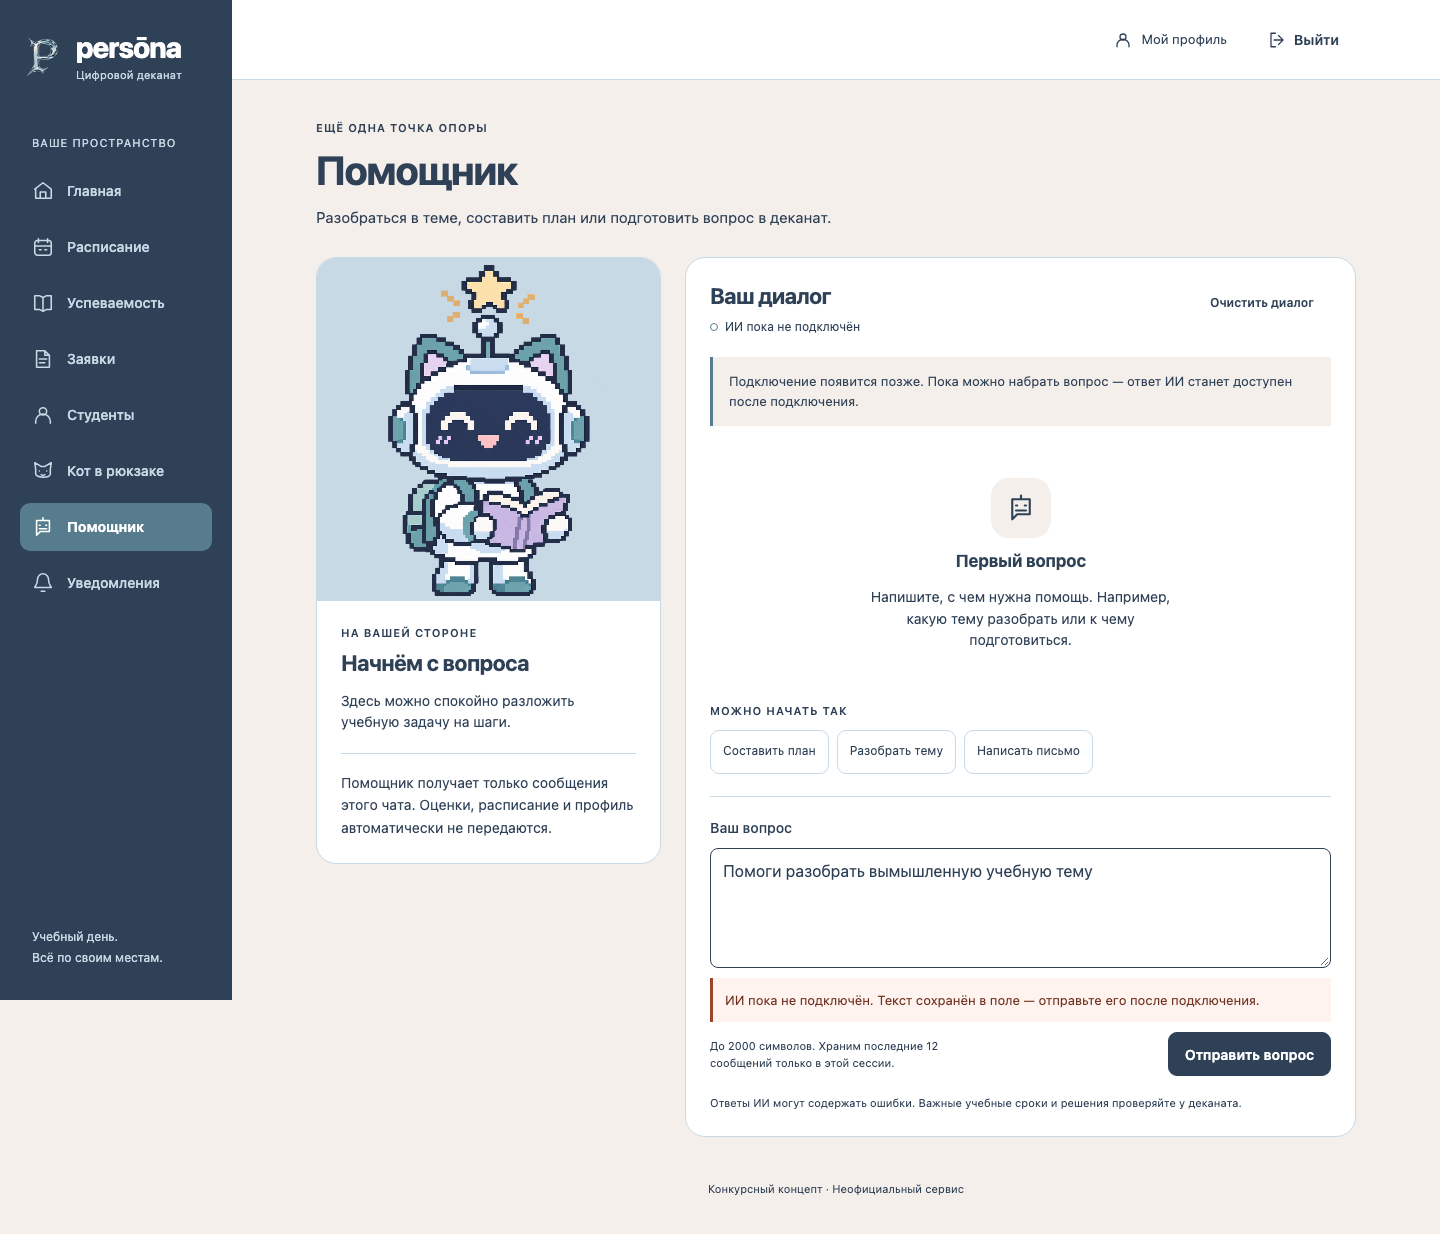 persōna
Цифровой деканат
Мой профиль
Выйти
ВАШЕ ПРОСТРАНСТВО
Главная
Расписание
Успеваемость
Заявки
Студенты
Кот в рюкзаке
Помощник
Уведомления
Учебный день.
Всё по своим местам.
ЕЩЁ ОДНА ТОЧКА ОПОРЫ
Помощник
Разобраться в теме, составить план или подготовить вопрос в деканат.
НА ВАШЕЙ СТОРОНЕ
Начнём с вопроса
Здесь можно спокойно разложить
учебную задачу на шаги.
Помощник получает только сообщения
этого чата. Оценки, расписание и профиль
автоматически не передаются.
Ваш диалог
Очистить диалог
ИИ пока не подключён
Подключение появится позже. Пока можно набрать вопрос — ответ ИИ станет доступен
после подключения.
Первый вопрос
Напишите, с чем нужна помощь. Например,
какую тему разобрать или к чему
подготовиться.
МОЖНО НАЧАТЬ ТАК
Составить план
Разобрать тему
Написать письмо
Ваш вопрос
Помоги разобрать вымышленную учебную тему
ИИ пока не подключён. Текст сохранён в поле — отправьте его после подключения.
До 2000 символов. Храним последние 12
сообщений только в этой сессии.
Отправить вопрос
Ответы ИИ могут содержать ошибки. Важные учебные сроки и решения проверяйте у деканата.
Конкурсный концепт · Неофициальный сервис